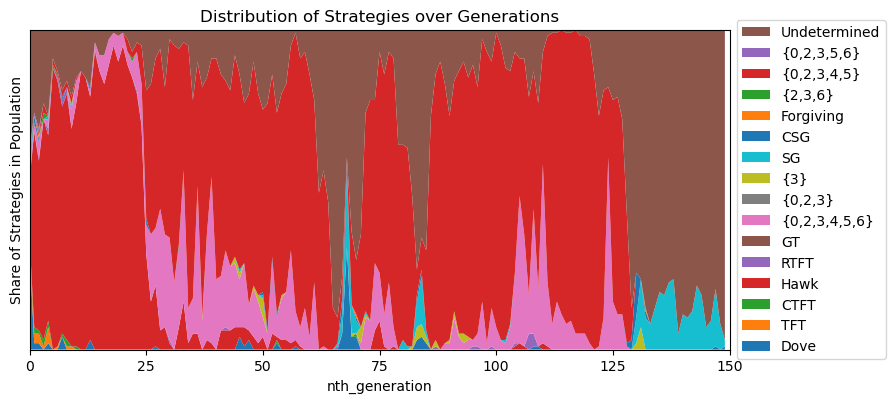 Distribution of Strategies over Generations
Share of Strategies in Population
0
25
50
75
100
125
150
nth_generation
Undetermined
{0,2,3,5,6}
{0,2,3,4,5}
{2,3,6}
Forgiving
CSG
SG
{3}
{0,2,3}
{0,2,3,4,5,6}
GT
RTFT
Hawk
CTFT
TFT
Dove